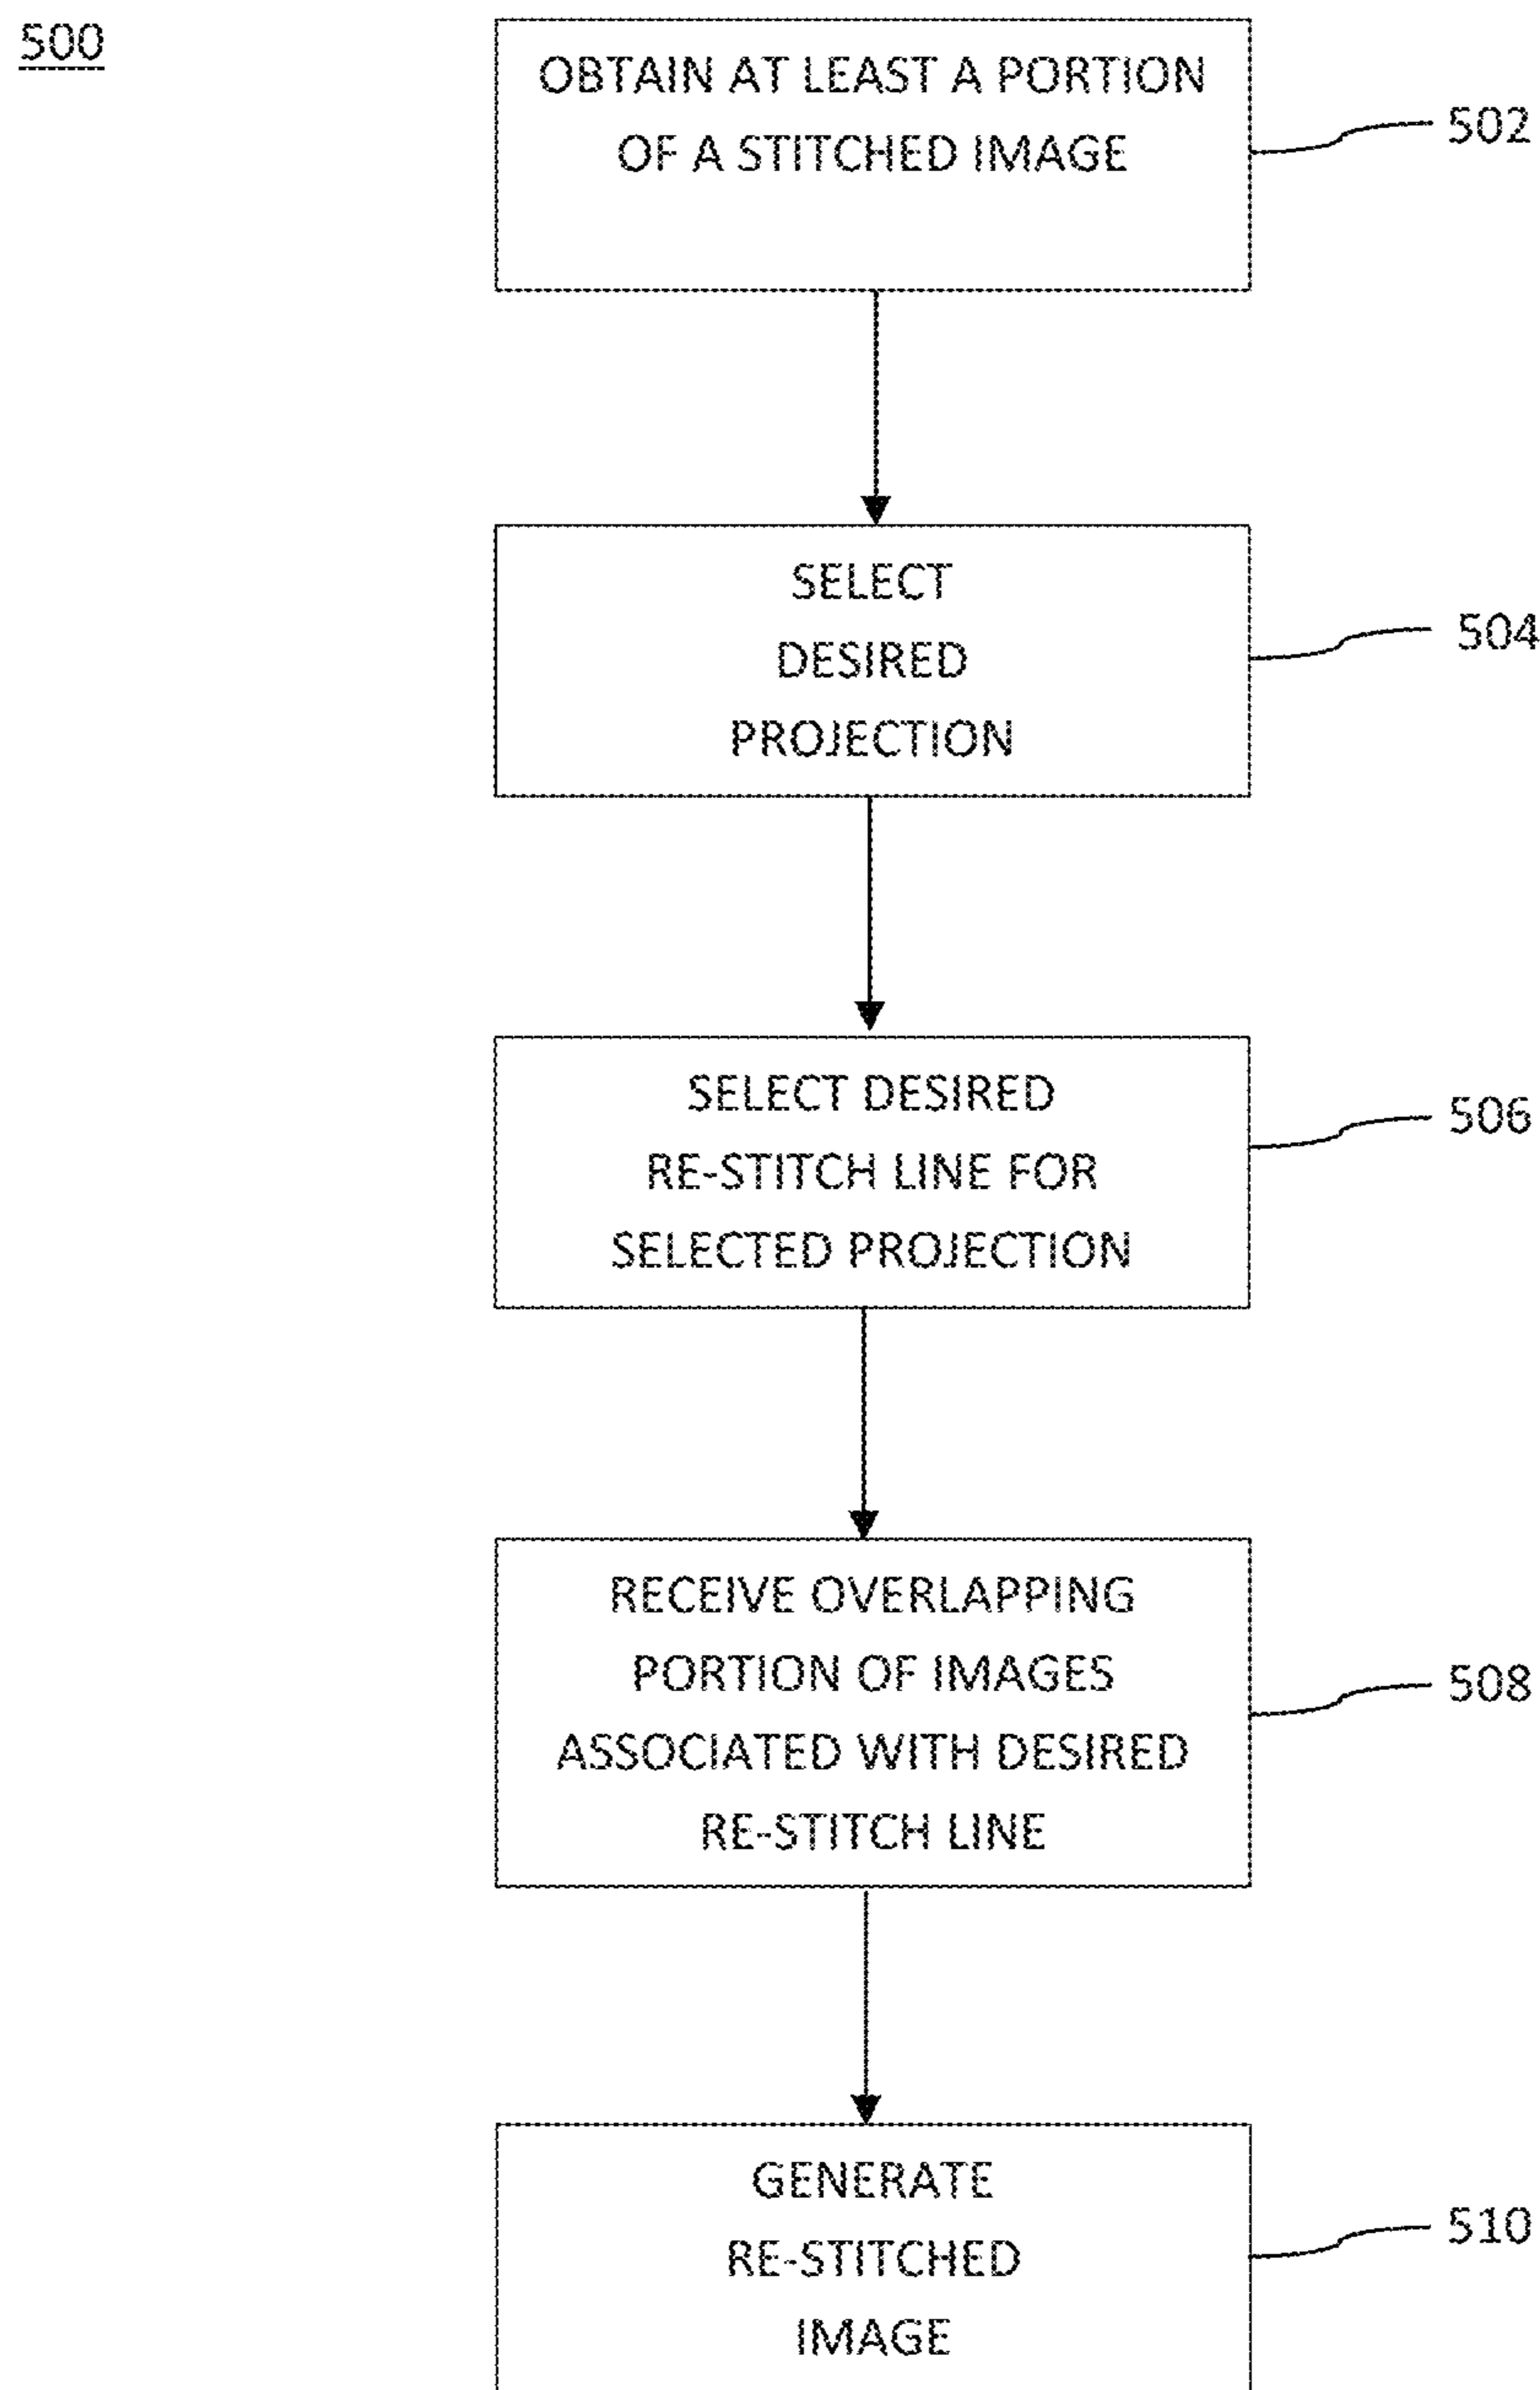 500
OBTAIN AT LEAST A PORTION
OF A STITCHED IMAGE
502
SELECT
DESIRED
PROJECTION
504
SELECT DESIRED
RE-STITCH LINE FOR
SELECTED PROJECTION
506
RECEIVE OVERLAPPING
PORTION OF IMAGES
ASSOCIATED WITH DESIRED
RE-STITCH LINE
508
GENERATE
RE-STITCHED
IMAGE
510